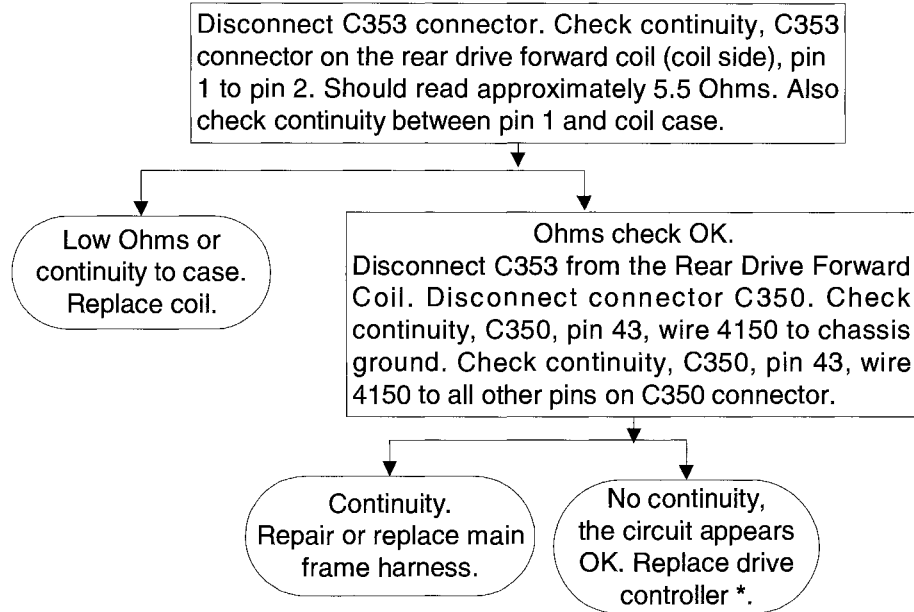 Disconnect C353 connector. Check continuity, C353
connector on the rear drive forward coil (coil side), pin
1 to pin 2. Should read approximately 5.5 Ohms. Also
check continuity between pin 1 and coil case.
Low Ohms or
continuity to case.
Replace coil.
Ohms check OK.
Disconnect C353 from the Rear Drive Forward
Coil. Disconnect connector C350. Check
continuity, C350, pin 43, wire 4150 to chassis
ground. Check continuity, C350, pin 43, wire
4150 to all other pins on C350 connector.
Continuity.
Repair or replace main
frame harness.
No continuity,
the circuit appears
OK. Replace drive
controller *.